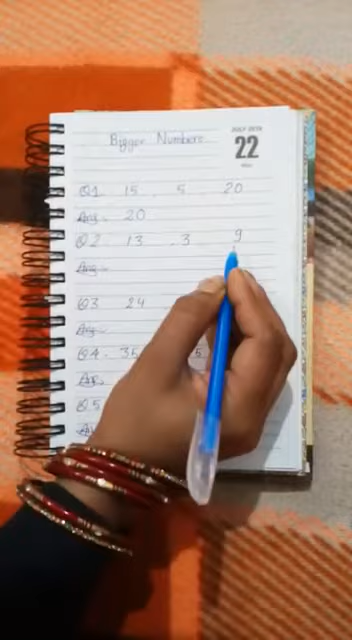 Bigger Numbers
22
Q1 15 5 20
Ans- 20
Q2 13 3 9
Ans-
Q3 24
Ans-
Q4 35 5
Ans-
Q5